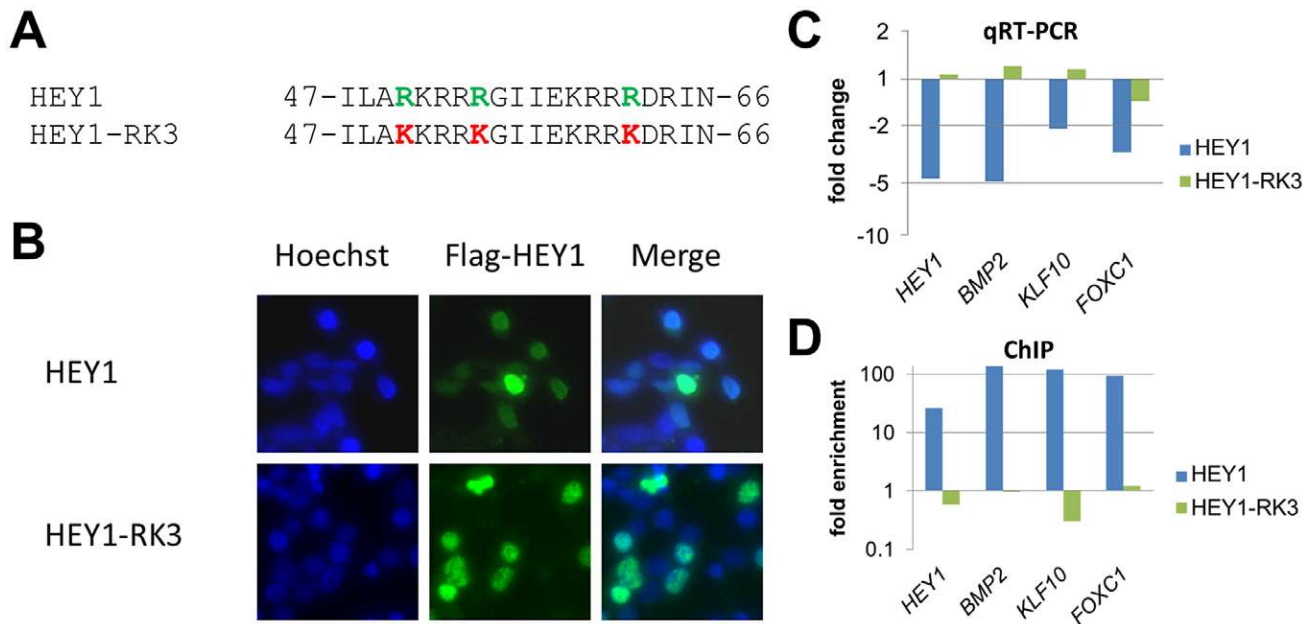 A
HEY1 47-ILARKRRRGIIEKRRRDRIN-66
HEY1-RK3 47-ILAKKRRKGIIEKRRKDRIN-66
B
Hoechst Flag-HEY1 Merge
HEY1
HEY1-RK3
C
qRT-PCR
fold change
2
1
-2
-5
-10
HEY1 BMP2 KLF10 FOXC1
HEY1
HEY1-RK3
D
ChIP
fold enrichment
100
10
1
0.1
HEY1 BMP2 KLF10 FOXC1
HEY1
HEY1-RK3